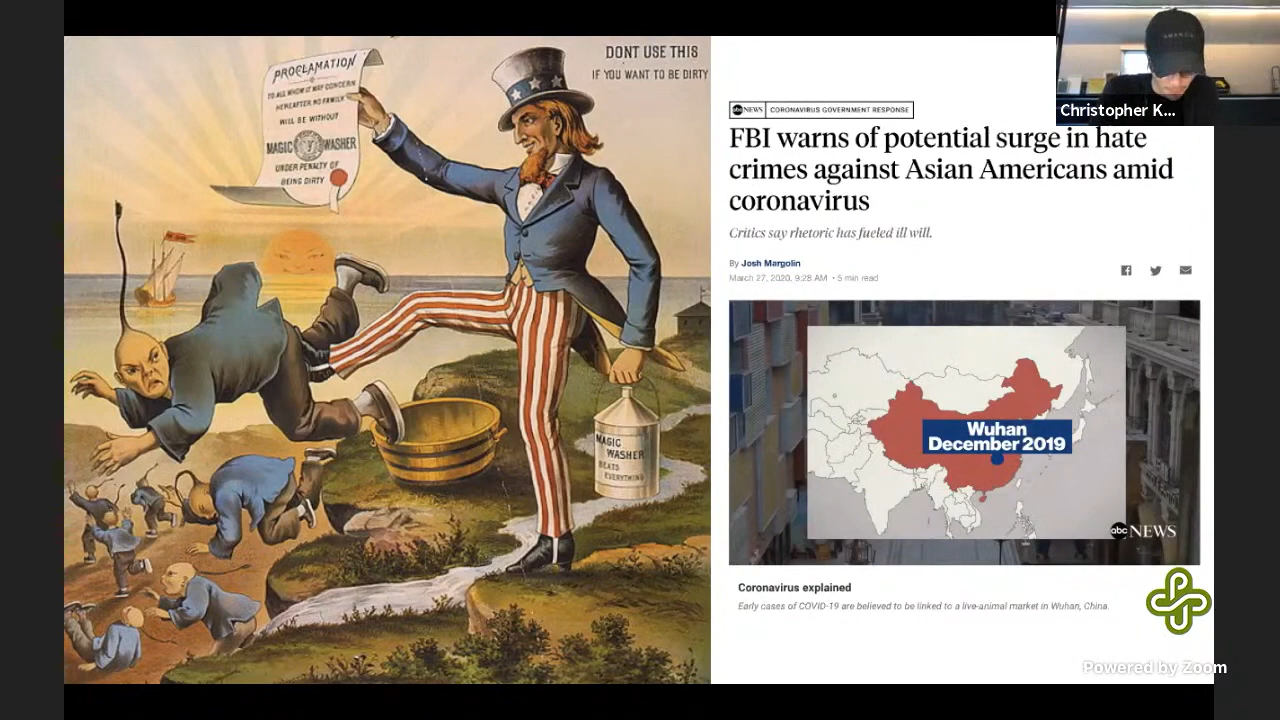 DONT USE THIS
IF YOU WANT TO BE DIRTY
PROCLAMATION
TO ALL WHOM IT MAY CONCERN
HEREAFTER NO FAMILY
WILL BE WITHOUT
MAGIC WASHER
UNDER PENALTY OF
BEING DIRTY
MAGIC
WASHER
BEATS
EVERYTHING
abc NEWS CORONAVIRUS GOVERNMENT RESPONSE
FBI warns of potential surge in hate
crimes against Asian Americans amid
coronavirus
Critics say rhetoric has fueled ill will.
By Josh Margolin
March 27, 2020, 9:28 AM • 5 min read
Wuhan
December 2019
abc NEWS
Coronavirus explained
Early cases of COVID-19 are believed to be linked to a live-animal market in Wuhan, China.
Christopher K...
Powered by Zoom